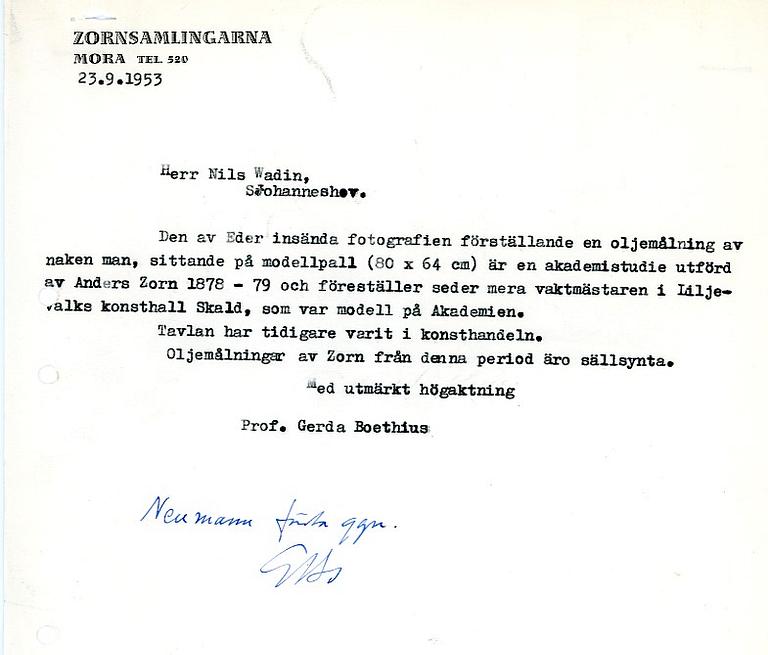 ZORNSAMLINGARNA
MORA TEL. 520
23.9.1953
Herr Nils Wadin,
Johanneshov.
Den av Eder insända fotografien förställande en oljemålning av
naken man, sittande på modellpall (80 x 64 cm) är en akademistudie utförd
av Anders Zorn 1878 - 79 och föreställer seder mera vaktmästaren i Lilje-
valks konsthall Skald, som var modell på Akademien.
Tavlan har tidigare varit i konsthandeln.
Oljemålningar av Zorn från denna period äro sällsynta.
Med utmärkt högaktning
Prof. Gerda Boethius
Neumann första ggn.